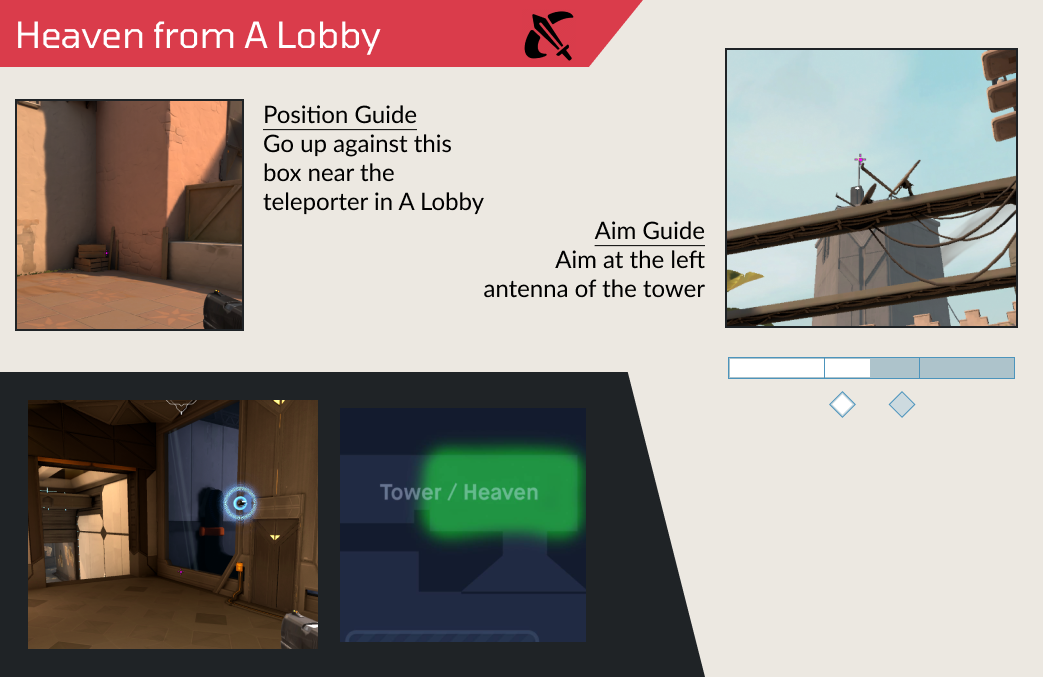 Heaven from A Lobby
Position Guide
Go up against this
box near the
teleporter in A Lobby
Aim Guide
Aim at the left
antenna of the tower
Tower / Heaven